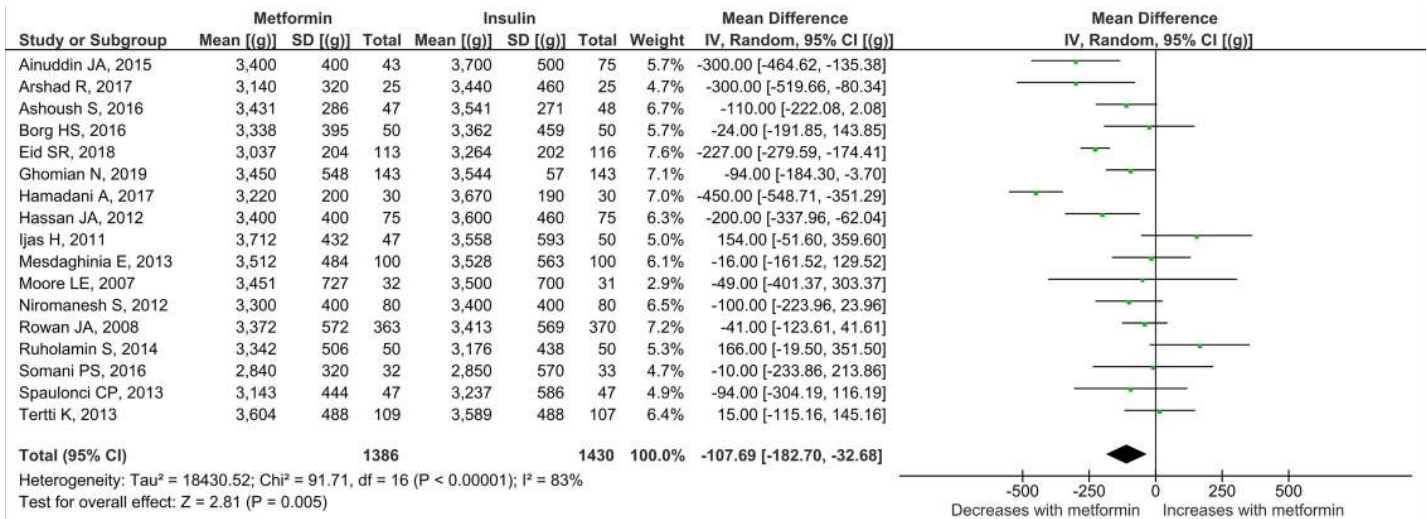 Metformin Insulin Mean Difference Mean Difference
Study or Subgroup Mean [(g)] SD [(g)] Total Mean [(g)] SD [(g)] Total Weight IV, Random, 95% CI [(g)] IV, Random, 95% CI [(g)]
Ainuddin JA, 2015 3,400 400 43 3,700 500 75 5.7% -300.00 [-464.62, -135.38]
Arshad R, 2017 3,140 320 25 3,440 460 25 4.7% -300.00 [-519.66, -80.34]
Ashoush S, 2016 3,431 286 47 3,541 271 48 6.7% -110.00 [-222.08, 2.08]
Borg HS, 2016 3,338 395 50 3,362 459 50 5.7% -24.00 [-191.85, 143.85]
Eid SR, 2018 3,037 204 113 3,264 202 116 7.6% -227.00 [-279.59, -174.41]
Ghomian N, 2019 3,450 548 143 3,544 57 143 7.1% -94.00 [-184.30, -3.70]
Hamadani A, 2017 3,220 200 30 3,670 190 30 7.0% -450.00 [-548.71, -351.29]
Hassan JA, 2012 3,400 400 75 3,600 460 75 6.3% -200.00 [-337.96, -62.04]
Ijas H, 2011 3,712 432 47 3,558 593 50 5.0% 154.00 [-51.60, 359.60]
Mesdaghinia E, 2013 3,512 484 100 3,528 563 100 6.1% -16.00 [-161.52, 129.52]
Moore LE, 2007 3,451 727 32 3,500 700 31 2.9% -49.00 [-401.37, 303.37]
Niromanesh S, 2012 3,300 400 80 3,400 400 80 6.5% -100.00 [-223.96, 23.96]
Rowan JA, 2008 3,372 572 363 3,413 569 370 7.2% -41.00 [-123.61, 41.61]
Ruholamin S, 2014 3,342 506 50 3,176 438 50 5.3% 166.00 [-19.50, 351.50]
Somani PS, 2016 2,840 320 32 2,850 570 33 4.7% -10.00 [-233.86, 213.86]
Spaulonci CP, 2013 3,143 444 47 3,237 586 47 4.9% -94.00 [-304.19, 116.19]
Tertti K, 2013 3,604 488 109 3,589 488 107 6.4% 15.00 [-115.16, 145.16]
Total (95% CI) 1386 1430 100.0% -107.69 [-182.70, -32.68]
Heterogeneity: Tau² = 18430.52; Chi² = 91.71, df = 16 (P < 0.00001); I² = 83%
Test for overall effect: Z = 2.81 (P = 0.005)
-500 -250 0 250 500
Decreases with metformin Increases with metformin